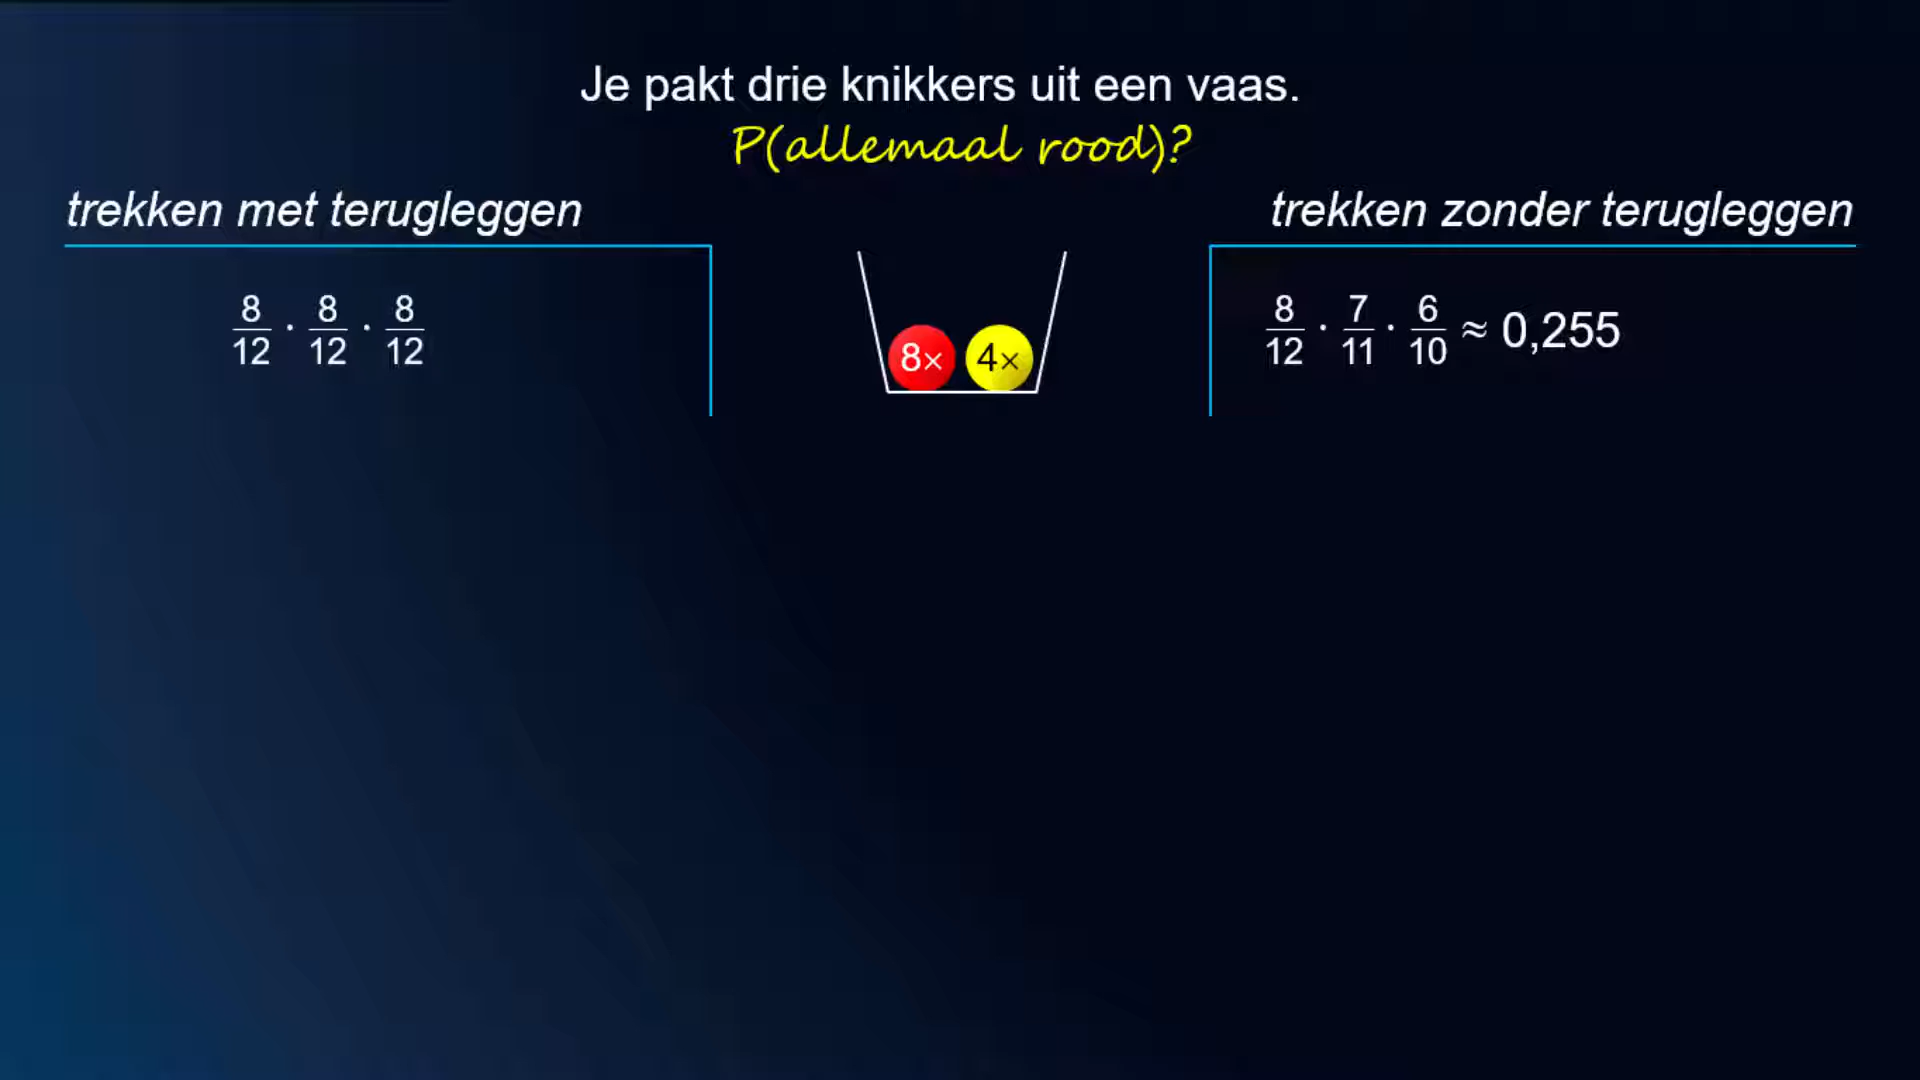 Je pakt drie knikkers uit een vaas.
P(allemaal rood)?
trekken met terugleggen
8/12 · 8/12 · 8/12
8× 4×
trekken zonder terugleggen
8/12 · 7/11 · 6/10 ≈ 0,255